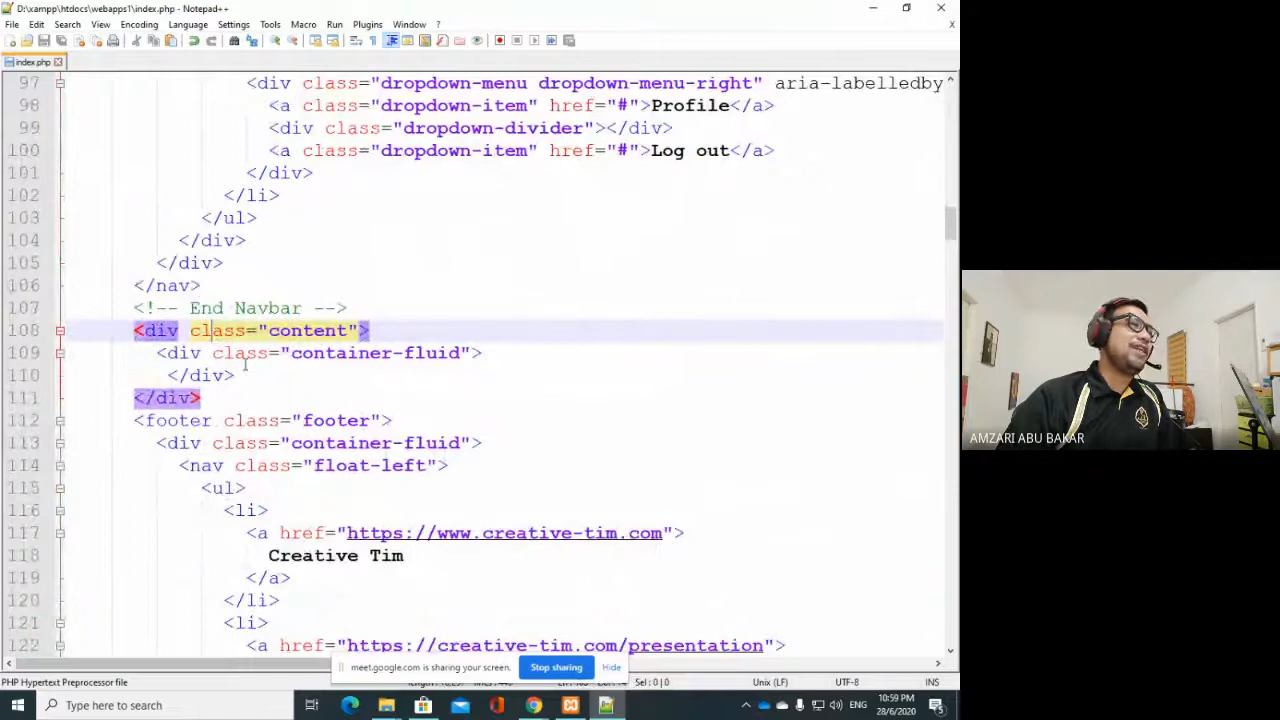 D:\xampp\htdocs\webapps1\index.php - Notepad++
File Edit Search View Encoding Language Settings Tools Macro Run Plugins Window ?
index.php
97 <div class="dropdown-menu dropdown-menu-right" aria-labelledby
98 <a class="dropdown-item" href="#">Profile</a>
99 <div class="dropdown-divider"></div>
100 <a class="dropdown-item" href="#">Log out</a>
101 </div>
102 </li>
103 </ul>
104 </div>
105 </div>
106 </nav>
107 <!-- End Navbar -->
108 <div class="content">
109 <div class="container-fluid">
110 </div>
111 </div>
112 <footer class="footer">
113 <div class="container-fluid">
114 <nav class="float-left">
115 <ul>
116 <li>
117 <a href="https://www.creative-tim.com">
118 Creative Tim
119 </a>
120 </li>
121 <li>
122 <a href="https://creative-tim.com/presentation">
AMZARI ABU BAKAR
meet.google.com is sharing your screen. Stop sharing Hide
PHP Hypertext Preprocessor file
Sel : 0 | 0 Unix (LF) UTF-8 INS
Type here to search
ENG 10:59 PM
28/6/2020
5